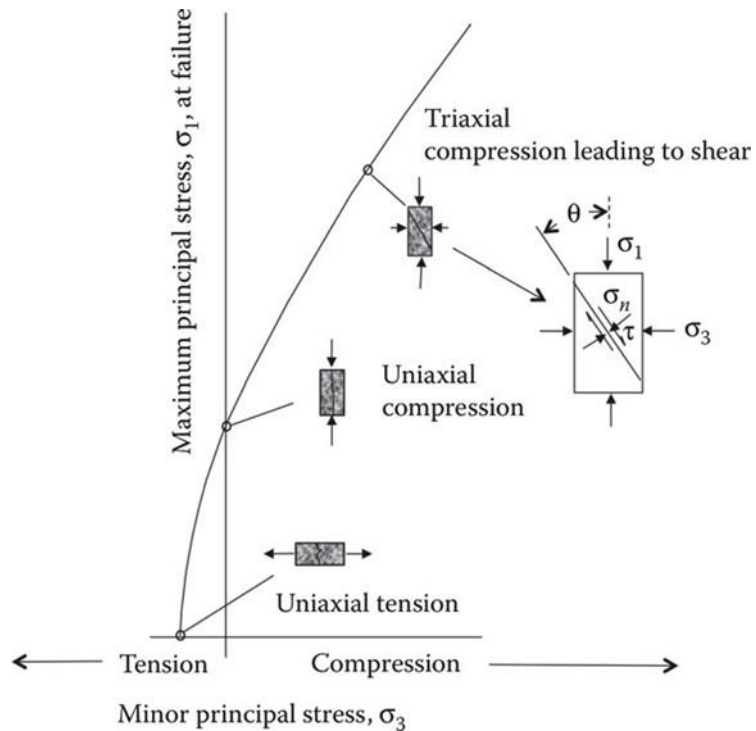 Maximum principal stress, σ1, at failure
Triaxial
compression leading to shear
θ
σ1
σn
τ
σ3
Uniaxial
compression
Uniaxial tension
Tension
Compression
Minor principal stress, σ3